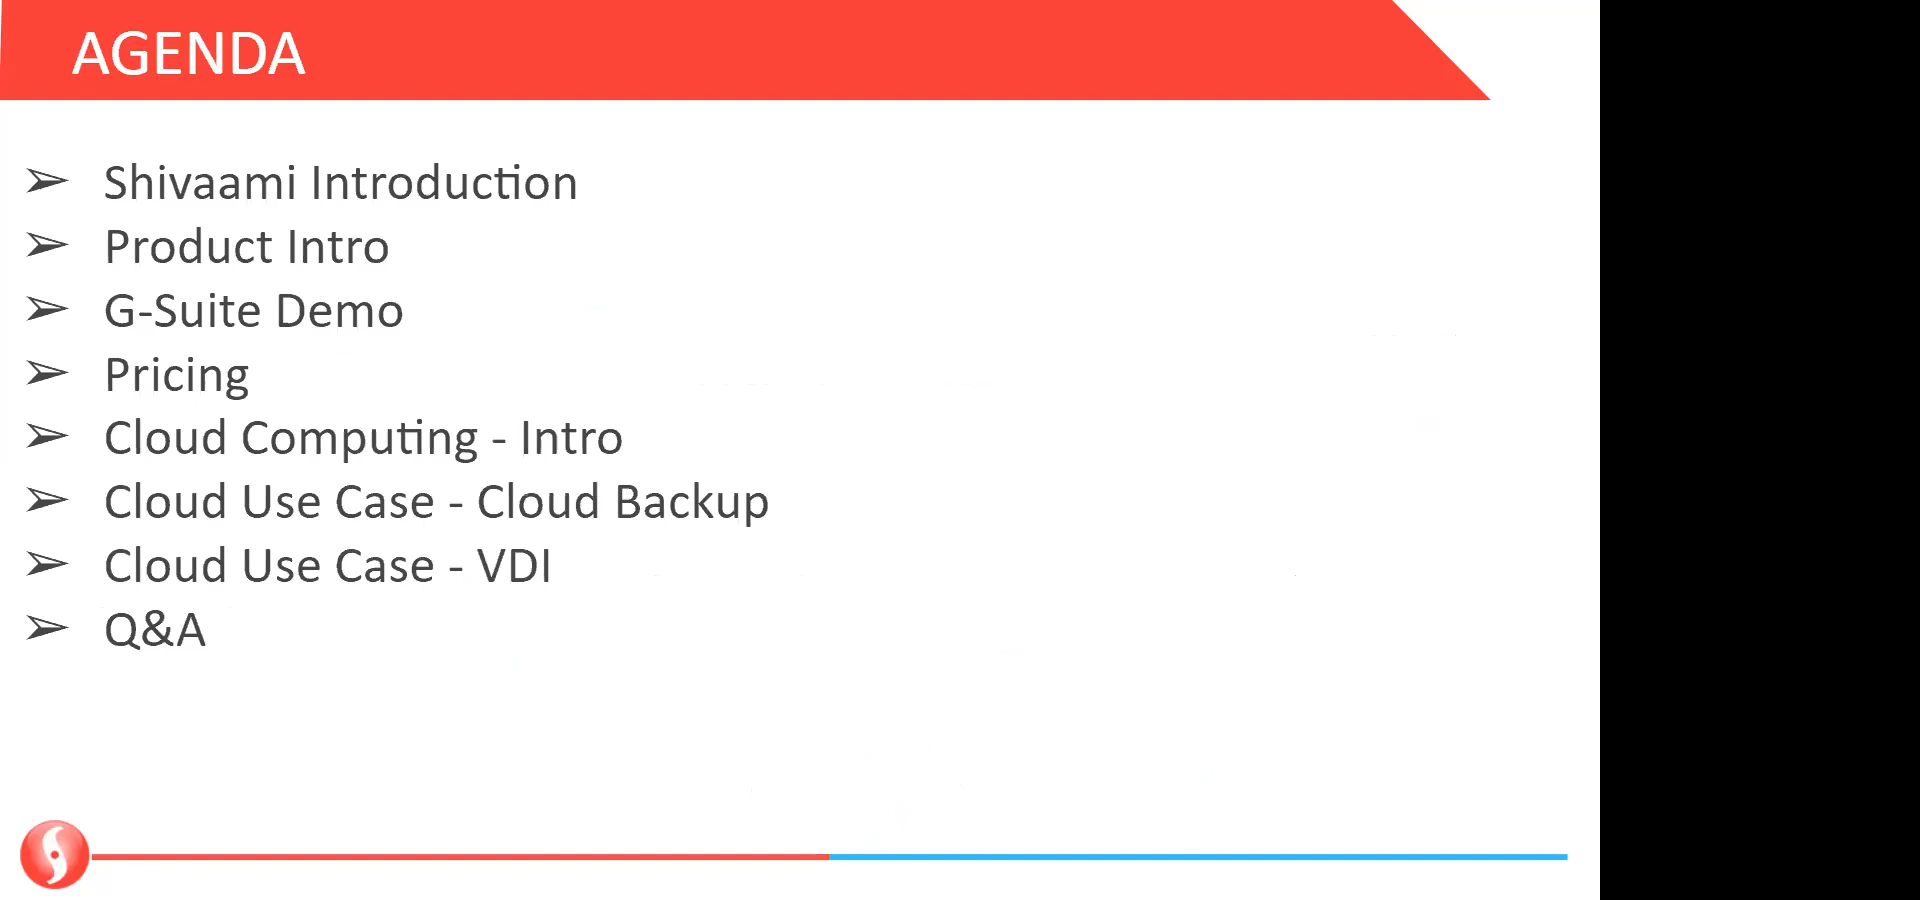 AGENDA
➢ Shivaami Introduction
➢ Product Intro
➢ G-Suite Demo
➢ Pricing
➢ Cloud Computing - Intro
➢ Cloud Use Case - Cloud Backup
➢ Cloud Use Case - VDI
➢ Q&A